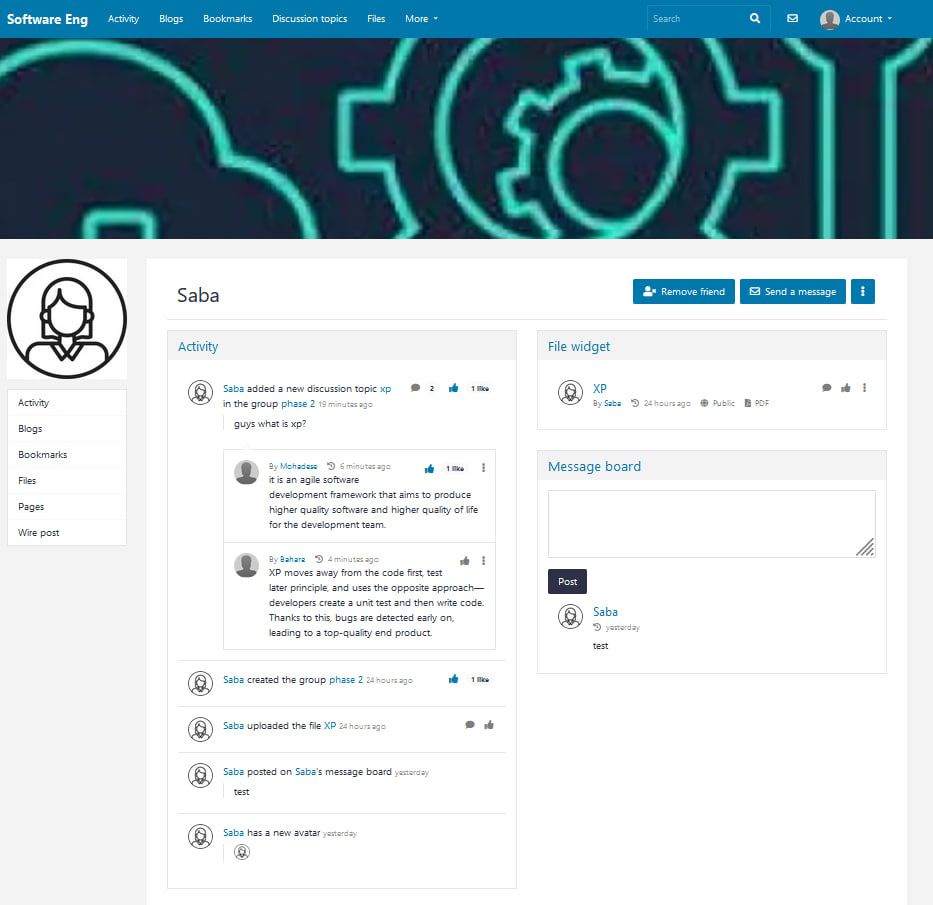 Software Eng Activity Blogs Bookmarks Discussion topics Files More Search Account
Saba
Remove friend Send a message
Activity
Blogs
Bookmarks
Files
Pages
Wire post
Activity
Saba added a new discussion topic xp 2 1 like
in the group phase 2 19 minutes ago
guys what is xp?
By Mohadese 6 minutes ago 1 like
it is an agile software
development framework that aims to produce
higher quality software and higher quality of life
for the development team.
By Bahare 4 minutes ago
XP moves away from the code first, test
later principle, and uses the opposite approach—
developers create a unit test and then write code.
Thanks to this, bugs are detected early on,
leading to a top-quality end product.
Saba created the group phase 2 24 hours ago 1 like
Saba uploaded the file XP 24 hours ago
Saba posted on Saba's message board yesterday
test
Saba has a new avatar yesterday
File widget
XP
By Saba 24 hours ago Public PDF
Message board
Post
Saba
yesterday
test